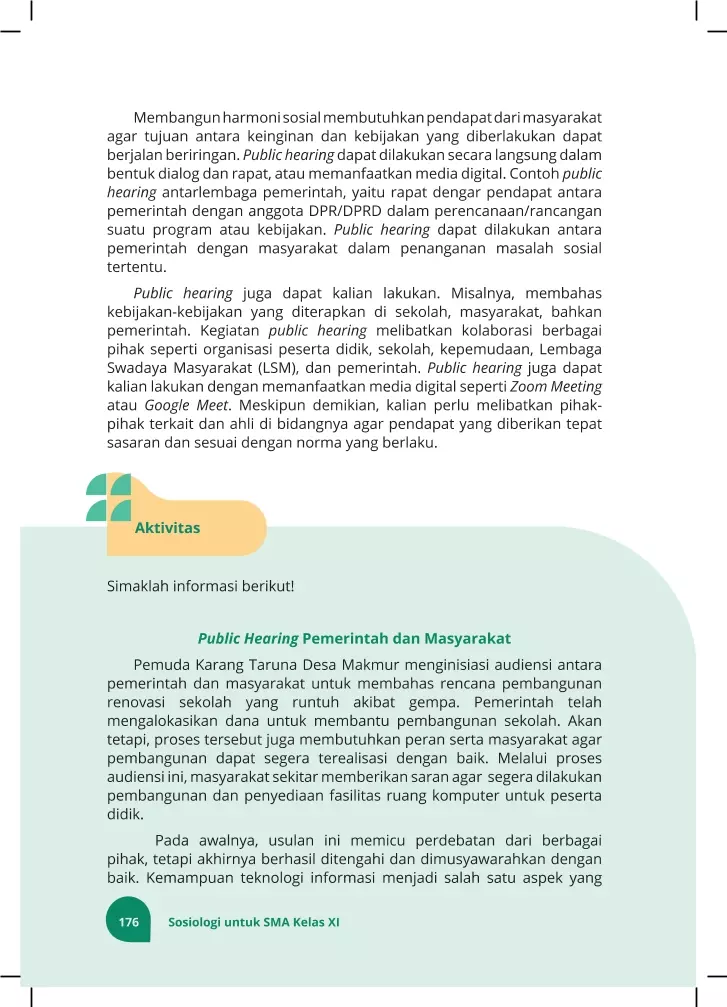 Membangun harmoni sosial membutuhkan pendapat dari masyarakat
agar tujuan antara keinginan dan kebijakan yang diberlakukan dapat
berjalan beriringan. Public hearing dapat dilakukan secara langsung dalam
bentuk dialog dan rapat, atau memanfaatkan media digital. Contoh public
hearing antarlembaga pemerintah, yaitu rapat dengar pendapat antara
pemerintah dengan anggota DPR/DPRD dalam perencanaan/rancangan
suatu program atau kebijakan. Public hearing dapat dilakukan antara
pemerintah dengan masyarakat dalam penanganan masalah sosial
tertentu.
Public hearing juga dapat kalian lakukan. Misalnya, membahas
kebijakan-kebijakan yang diterapkan di sekolah, masyarakat, bahkan
pemerintah. Kegiatan public hearing melibatkan kolaborasi berbagai
pihak seperti organisasi peserta didik, sekolah, kepemudaan, Lembaga
Swadaya Masyarakat (LSM), dan pemerintah. Public hearing juga dapat
kalian lakukan dengan memanfaatkan media digital seperti Zoom Meeting
atau Google Meet. Meskipun demikian, kalian perlu melibatkan pihak-
pihak terkait dan ahli di bidangnya agar pendapat yang diberikan tepat
sasaran dan sesuai dengan norma yang berlaku.
Aktivitas
Simaklah informasi berikut!
Public Hearing Pemerintah dan Masyarakat
Pemuda Karang Taruna Desa Makmur menginisiasi audiensi antara
pemerintah dan masyarakat untuk membahas rencana pembangunan
renovasi sekolah yang runtuh akibat gempa. Pemerintah telah
mengalokasikan dana untuk membantu pembangunan sekolah. Akan
tetapi, proses tersebut juga membutuhkan peran serta masyarakat agar
pembangunan dapat segera terealisasi dengan baik. Melalui proses
audiensi ini, masyarakat sekitar memberikan saran agar segera dilakukan
pembangunan dan penyediaan fasilitas ruang komputer untuk peserta
didik.
Pada awalnya, usulan ini memicu perdebatan dari berbagai
pihak, tetapi akhirnya berhasil ditengahi dan dimusyawarahkan dengan
baik. Kemampuan teknologi informasi menjadi salah satu aspek yang
176 Sosiologi untuk SMA Kelas XI